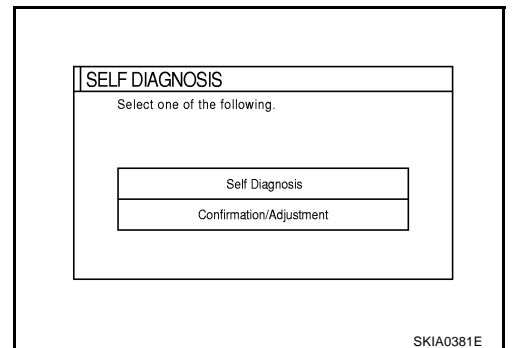 SELF DIAGNOSIS
Select one of the following.
Self Diagnosis
Confirmation/Adjustment
SKIA0381E